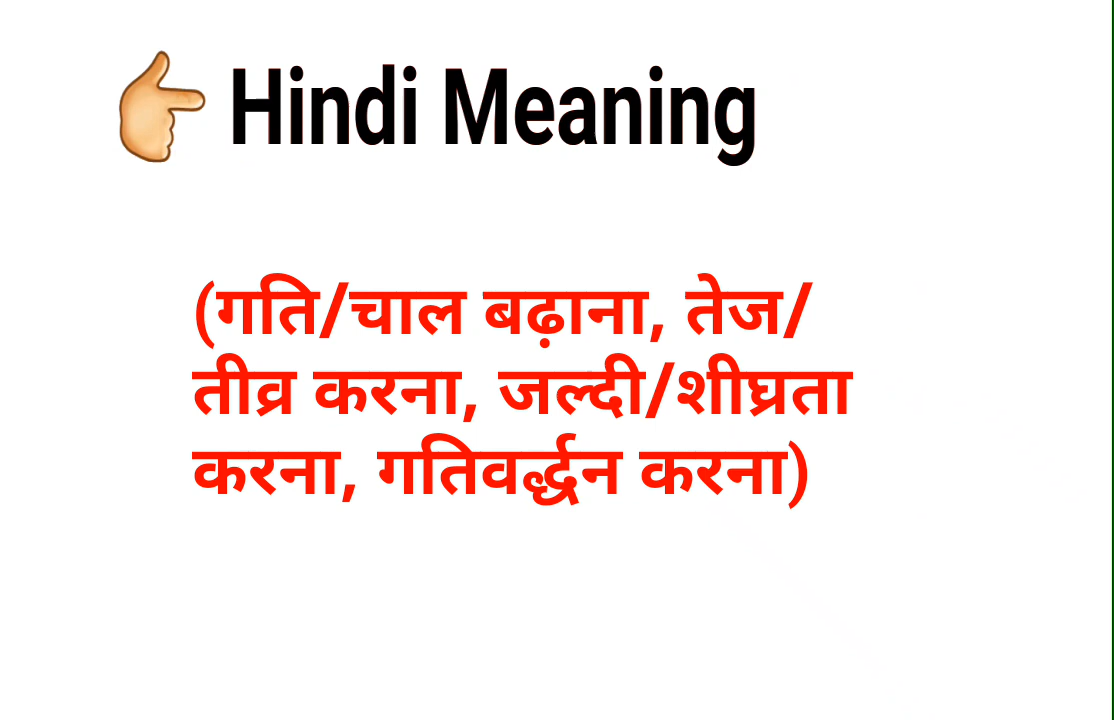 Hindi Meaning
(गति/चाल बढ़ाना, तेज/
तीव्र करना, जल्दी/शीघ्रता
करना, गतिवर्द्धन करना)